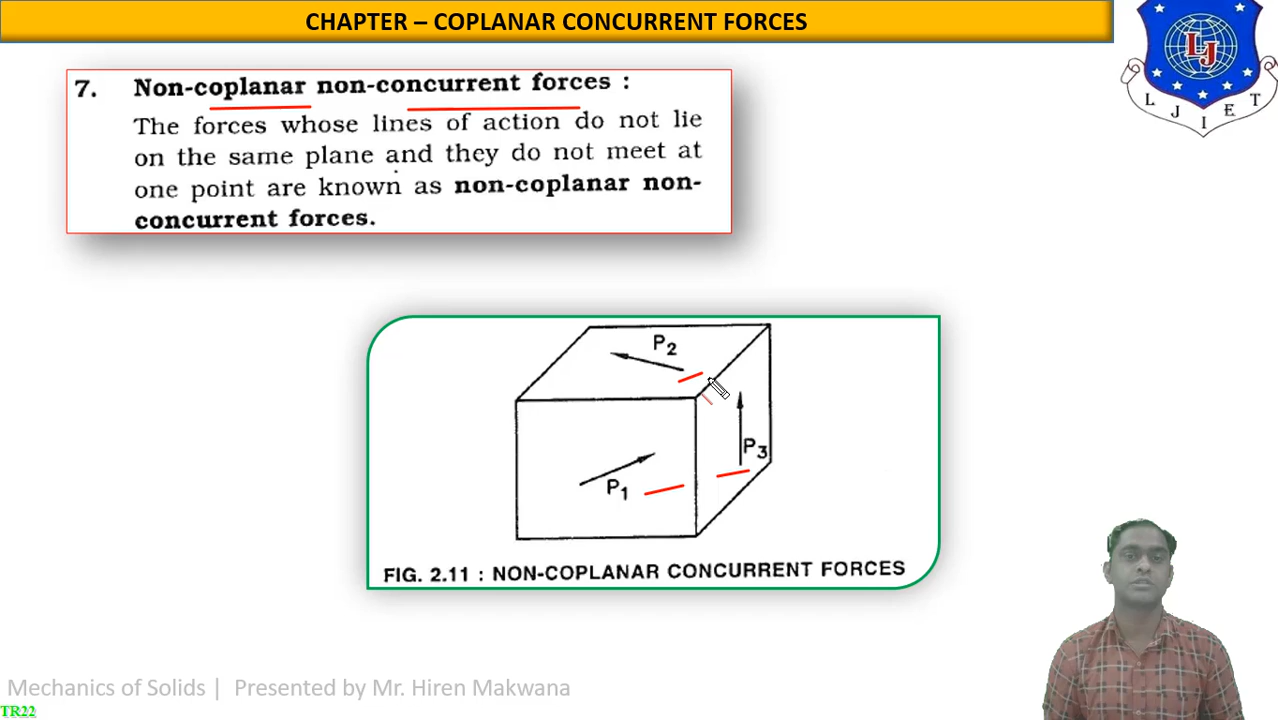 CHAPTER – COPLANAR CONCURRENT FORCES
7. Non-coplanar non-concurrent forces :
The forces whose lines of action do not lie
on the same plane and they do not meet at
one point are known as non-coplanar non-
concurrent forces.
LJ
L J I E T
P2
P3
P1
FIG. 2.11 : NON-COPLANAR CONCURRENT FORCES
Mechanics of Solids | Presented by Mr. Hiren Makwana
TR22